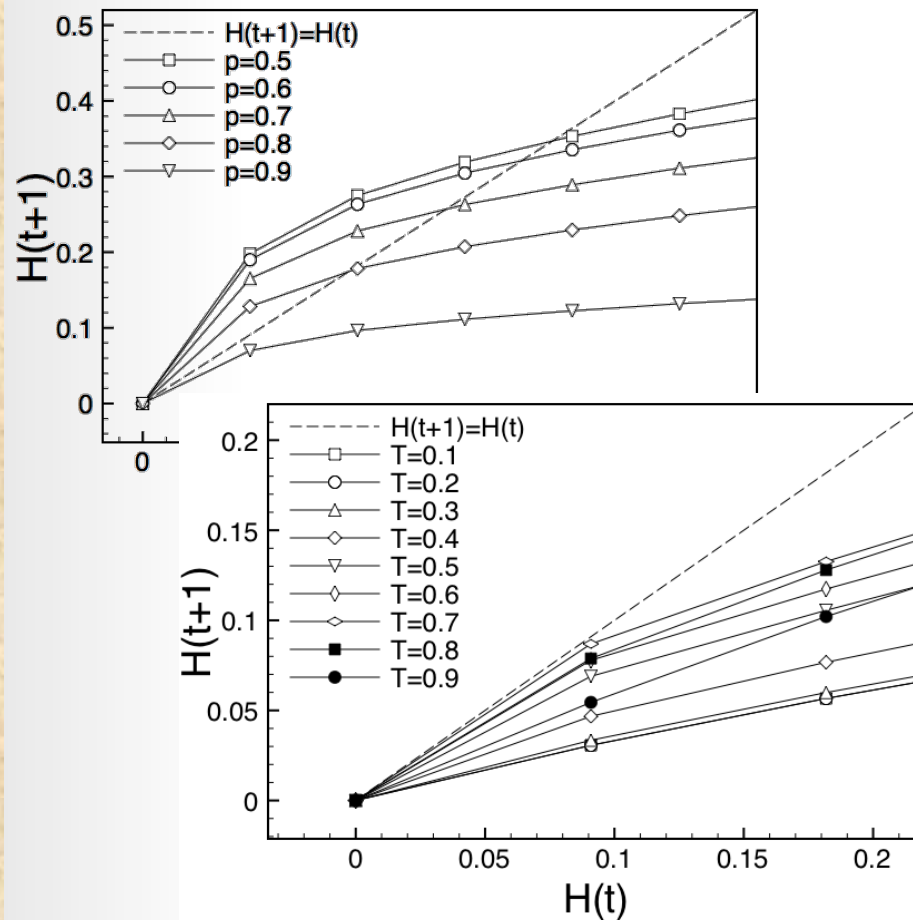 0.5
0.4
0.3
0.2
0.1
0
H(t+1)
H(t+1)=H(t)
p=0.5
p=0.6
p=0.7
p=0.8
p=0.9
0
0.2
0.15
0.1
0.05
0
H(t+1)
H(t+1)=H(t)
T=0.1
T=0.2
T=0.3
T=0.4
T=0.5
T=0.6
T=0.7
T=0.8
T=0.9
0 0.05 0.1 0.15 0.2
H(t)